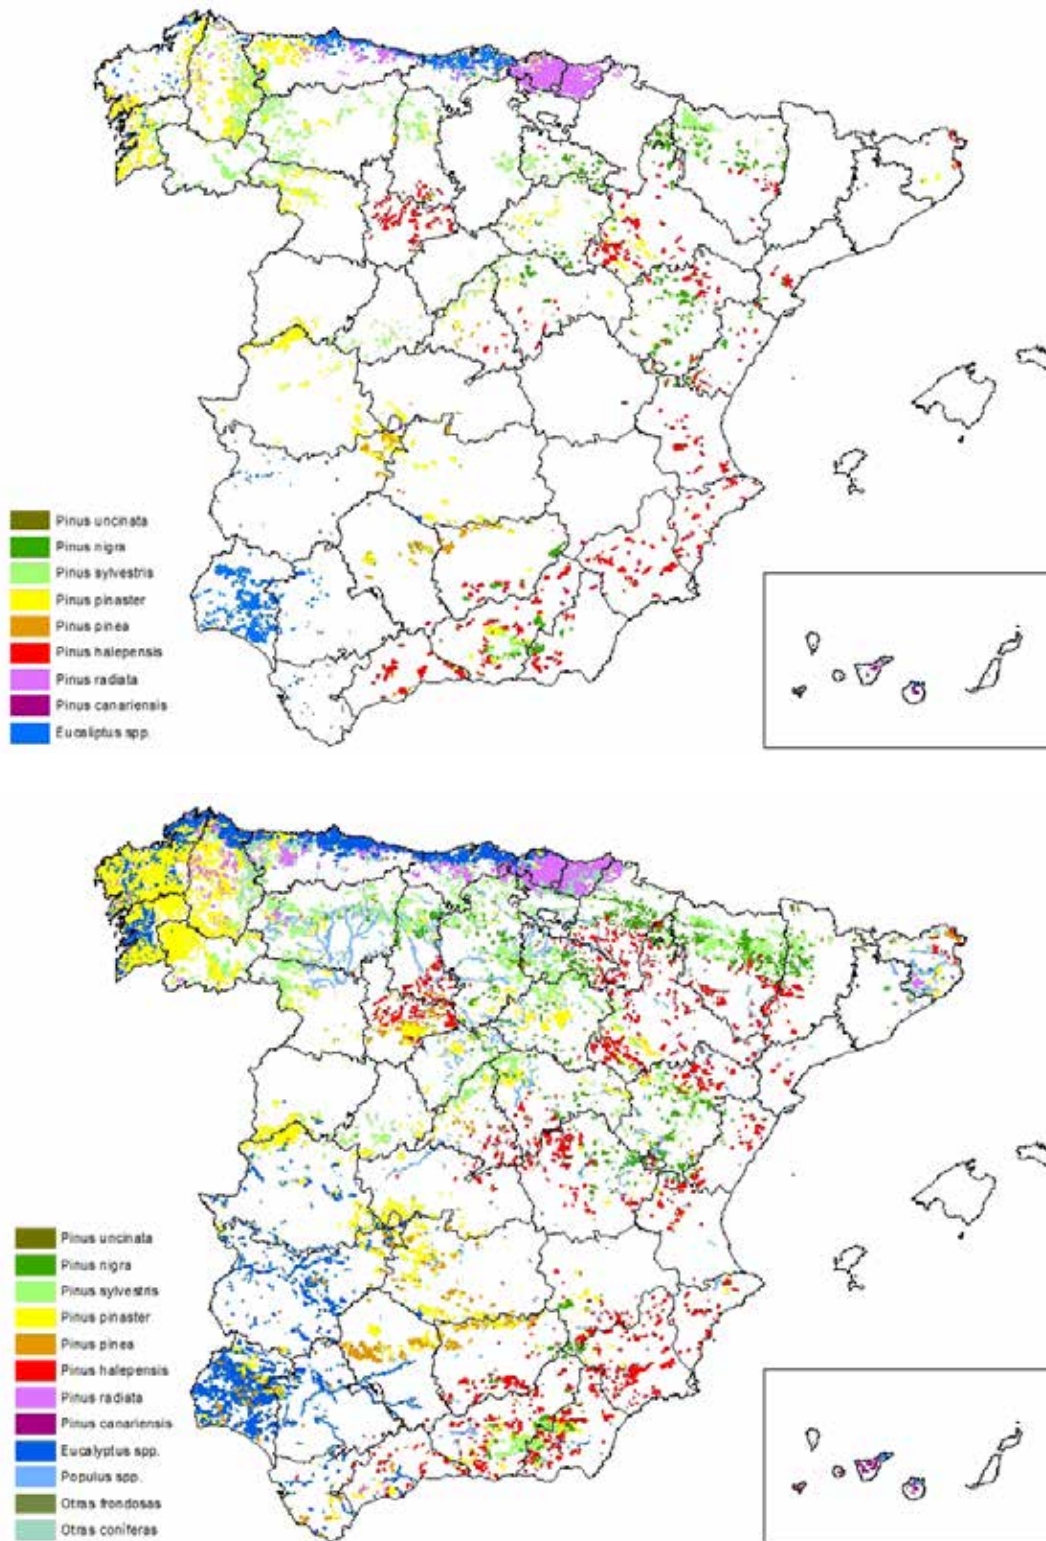 Pinus uncinata
Pinus nigra
Pinus sylvestris
Pinus pinaster
Pinus pinea
Pinus halepensis
Pinus radiata
Pinus canariensis
Eucaliptus spp.
Pinus uncinata
Pinus nigra
Pinus sylvestris
Pinus pinaster
Pinus pinea
Pinus halepensis
Pinus radiata
Pinus canariensis
Eucalyptus spp.
Populus spp.
Otras frondosas
Otras coníferas